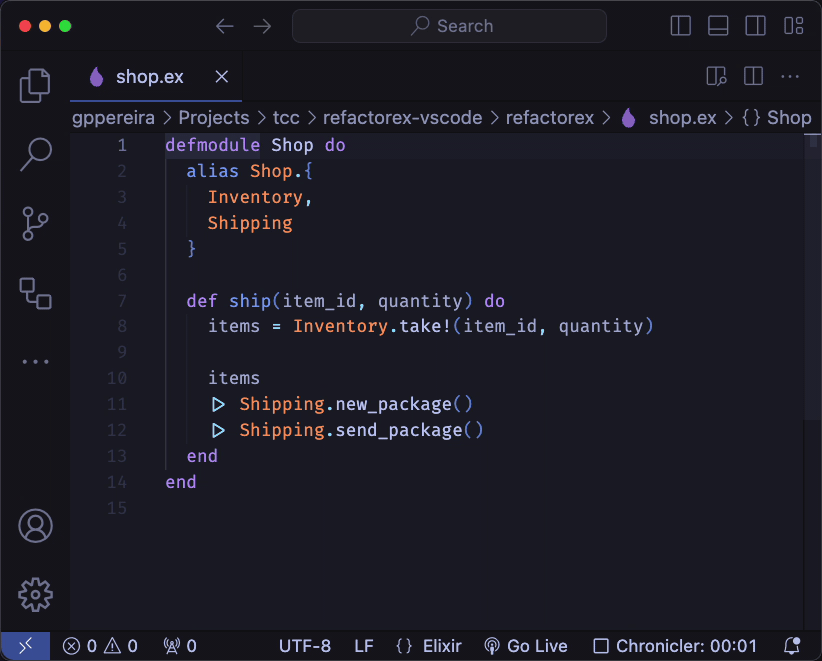 Search
shop.ex
gppereira > Projects > tcc > refactorex-vscode > refactorex > shop.ex > {} Shop
1 defmodule Shop do
2 alias Shop.{
3 Inventory,
4 Shipping
5 }
6
7 def ship(item_id, quantity) do
8 items = Inventory.take!(item_id, quantity)
9
10 items
11 |> Shipping.new_package()
12 |> Shipping.send_package()
13 end
14 end
15
0 0 0 UTF-8 LF {} Elixir Go Live Chronicler: 00:01